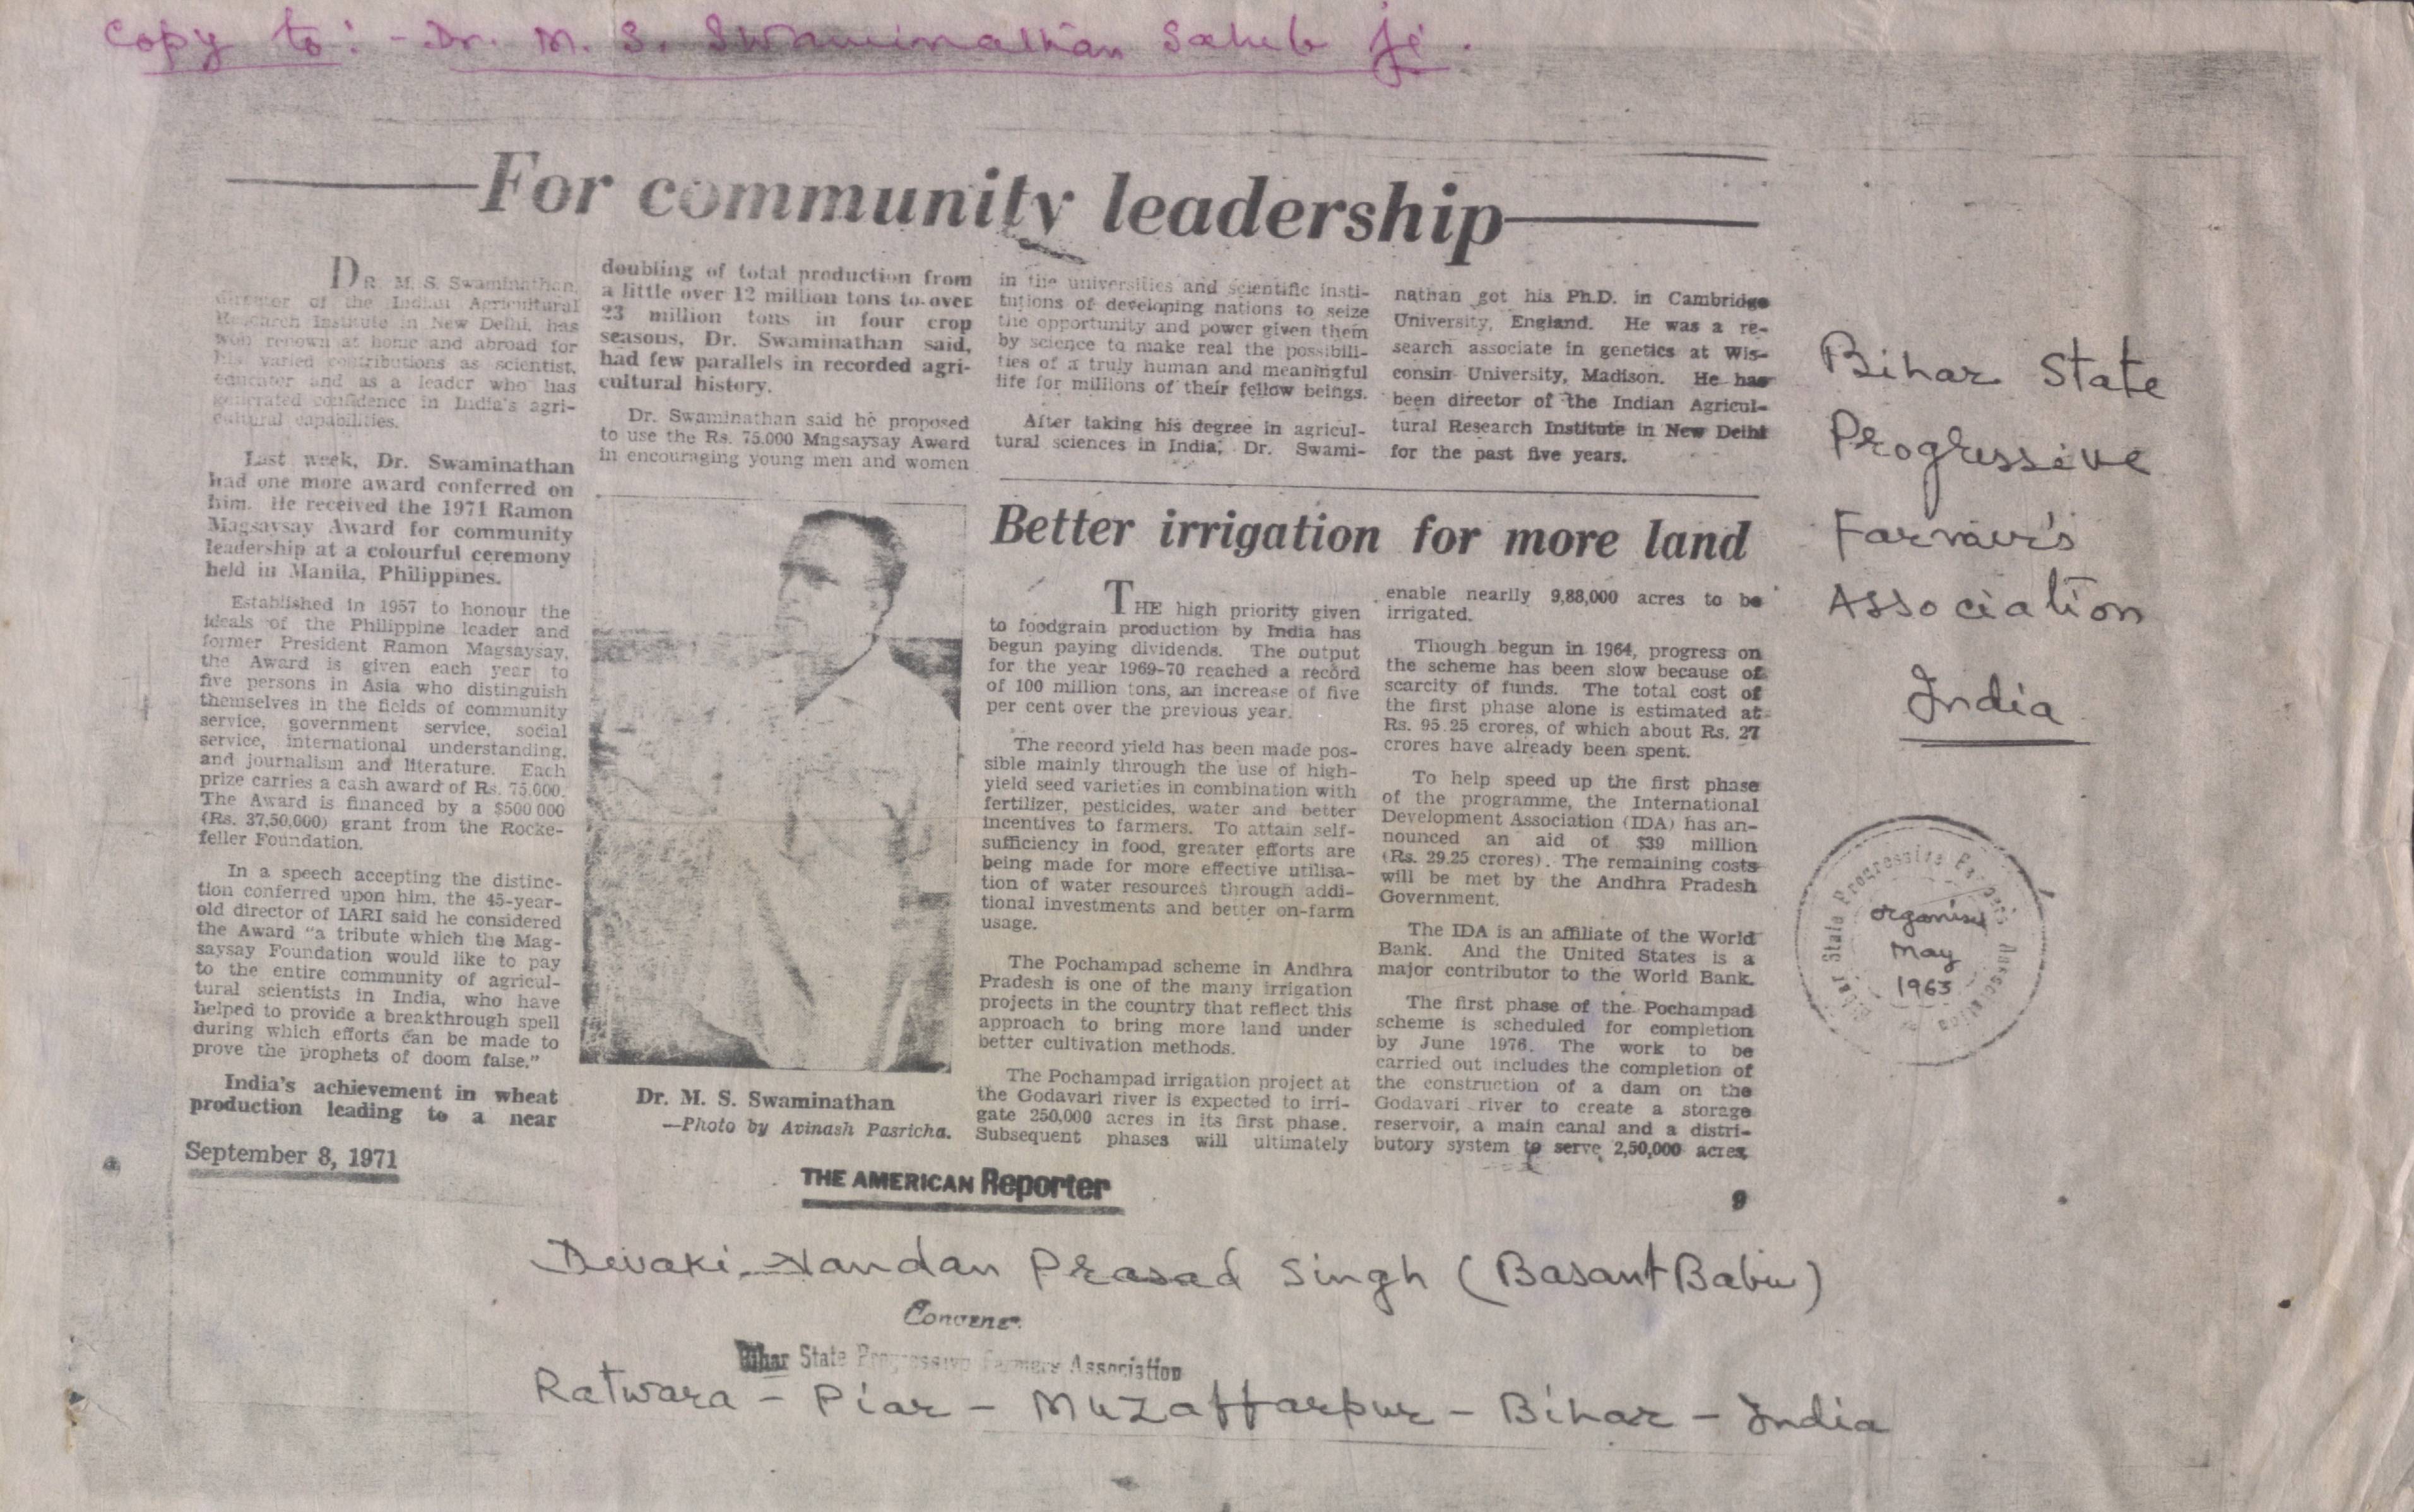 Copy to: - Dr. M. S. Swaminathan Saheb Ji.
For community leadership
DR. M. S. Swaminathan,
director of the Indian Agricultural
Research Institute in New Delhi, has
won renown at home and abroad for
his varied contributions as scientist,
educator and as a leader who has
generated confidence in India's agri-
cultural capabilities.
Last week, Dr. Swaminathan
had one more award conferred on
him. He received the 1971 Ramon
Magsaysay Award for community
leadership at a colourful ceremony
held in Manila, Philippines.
Established in 1957 to honour the
ideals of the Philippine leader and
former President Ramon Magsaysay,
the Award is given each year to
five persons in Asia who distinguish
themselves in the fields of community
service, government service, social
service, international understanding,
and journalism and literature. Each
prize carries a cash award of Rs. 75,000.
The Award is financed by a $500 000
(Rs. 37,50,000) grant from the Rocke-
feller Foundation.
In a speech accepting the distinc-
tion conferred upon him, the 45-year-
old director of IARI said he considered
the Award "a tribute which the Mag-
saysay Foundation would like to pay
to the entire community of agricul-
tural scientists in India, who have
helped to provide a breakthrough spell
during which efforts can be made to
prove the prophets of doom false."
India's achievement in wheat
production leading to a near
doubling of total production from
a little over 12 million tons to over
23 million tons in four crop
seasons, Dr. Swaminathan said,
had few parallels in recorded agri-
cultural history.
Dr. Swaminathan said he proposed
to use the Rs. 75.000 Magsaysay Award
in encouraging young men and women
in the universities and scientific insti-
tutions of developing nations to seize
the opportunity and power given them
by science to make real the possibili-
ties of a truly human and meaningful
life for millions of their fellow beings.
After taking his degree in agricul-
tural sciences in India, Dr. Swami-
nathan got his Ph.D. in Cambridge
University, England. He was a re-
search associate in genetics at Wis-
consin University, Madison. He has
been director of the Indian Agricul-
tural Research Institute in New Delhi
for the past five years.
Dr. M. S. Swaminathan
—Photo by Avinash Pasricha.
Better irrigation for more land
THE high priority given
to foodgrain production by India has
begun paying dividends. The output
for the year 1969-70 reached a record
of 100 million tons, an increase of five
per cent over the previous year.
The record yield has been made pos-
sible mainly through the use of high-
yield seed varieties in combination with
fertilizer, pesticides, water and better
incentives to farmers. To attain self-
sufficiency in food, greater efforts are
being made for more effective utilisa-
tion of water resources through addi-
tional investments and better on-farm
usage.
The Pochampad scheme in Andhra
Pradesh is one of the many irrigation
projects in the country that reflect this
approach to bring more land under
better cultivation methods.
The Pochampad irrigation project at
the Godavari river is expected to irri-
gate 250,000 acres in its first phase.
Subsequent phases will ultimately
enable nearlly 9,88,000 acres to be
irrigated.
Though begun in 1964, progress on
the scheme has been slow because of
scarcity of funds. The total cost of
the first phase alone is estimated at
Rs. 95.25 crores, of which about Rs. 27
crores have already been spent.
To help speed up the first phase
of the programme, the International
Development Association (IDA) has an-
nounced an aid of $39 million
(Rs. 29.25 crores). The remaining costs
will be met by the Andhra Pradesh
Government.
The IDA is an affiliate of the World
Bank. And the United States is a
major contributor to the World Bank.
The first phase of the Pochampad
scheme is scheduled for completion
by June 1976. The work to be
carried out includes the completion of
the construction of a dam on the
Godavari river to create a storage
reservoir, a main canal and a distri-
butory system to serve 2,50,000 acres
September 8, 1971
THE AMERICAN Reporter
9
Bihar State
Progressive
Farmer's
Association
India
Bihar State Progressive Farmers Association
organised
May
1963
Devaki Nandan Prasad Singh (Basant Babu)
Convener
Bihar State Progressive Farmers Association
Ratwara - Piar - Muzaffarpur - Bihar - India